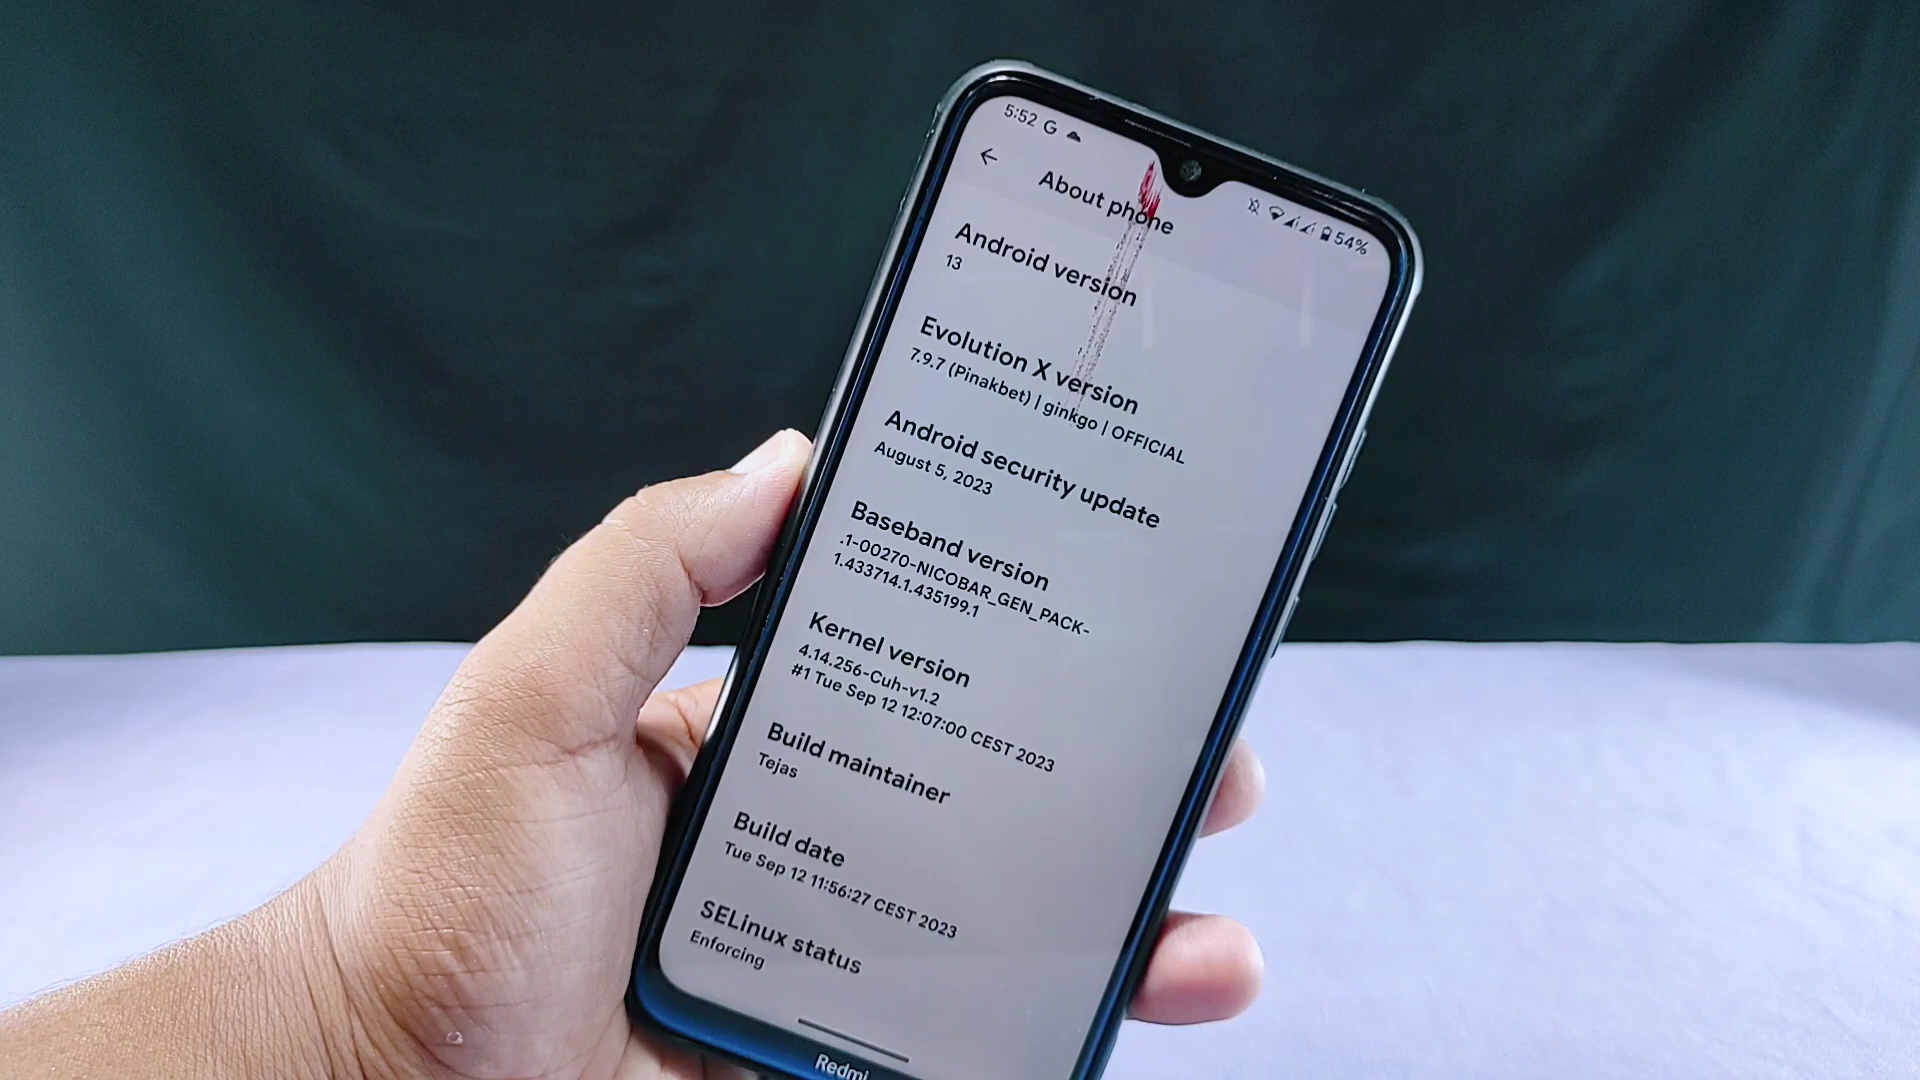 5:52 G
54%
About phone
Android version
13
Evolution X version
7.9.7 (Pinakbet) | ginkgo | OFFICIAL
Android security update
August 5, 2023
Baseband version
.1-00270-NICOBAR_GEN_PACK-
1.433714.1.435199.1
Kernel version
4.14.256-Cuh-v1.2
#1 Tue Sep 12 12:07:00 CEST 2023
Build maintainer
Tejas
Build date
Tue Sep 12 11:56:27 CEST 2023
SELinux status
Enforcing
Redmi